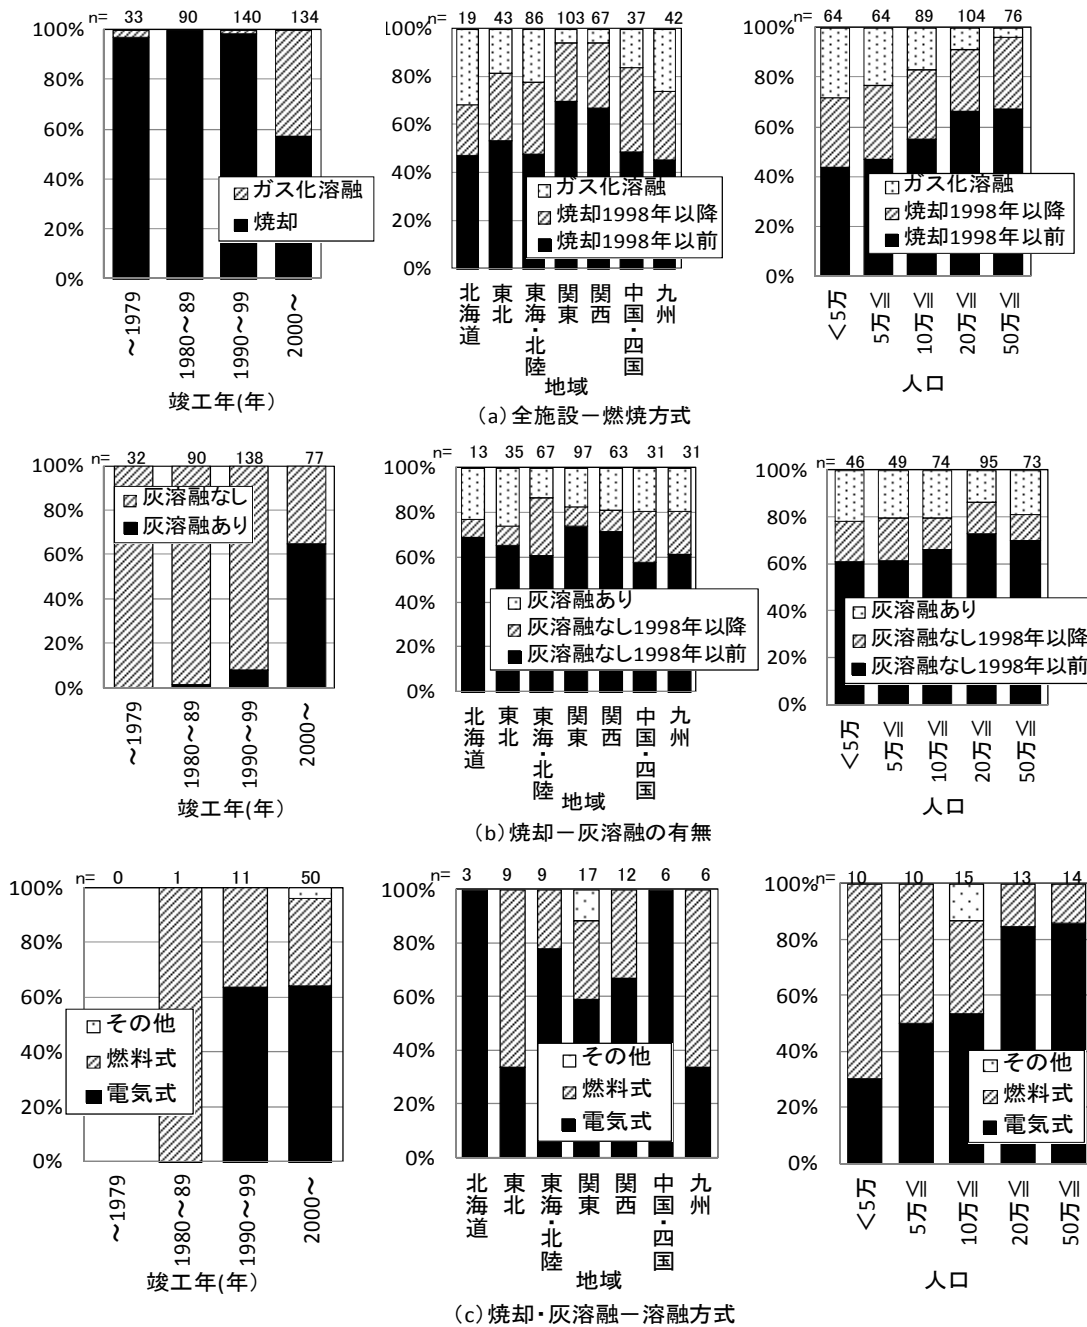 n= 33 90 140 134
100%
80%
60%
40%
20%
0%
ガス化溶融
焼却
～1979
1980～89
1990～99
2000～
竣工年(年)
n= 19 43 86 103 67 37 42
100%
80%
60%
40%
20%
0%
ガス化溶融
焼却1998年以降
焼却1998年以前
北海道
東北
東海・北陸
関東
関西
中国・四国
九州
地域
n= 64 64 89 104 76
100%
80%
60%
40%
20%
0%
ガス化溶融
焼却1998年以降
焼却1998年以前
＜5万
5万≦
10万≦
20万≦
50万≦
人口
(a)全施設－燃焼方式
n= 32 90 138 77
100%
80%
60%
40%
20%
0%
灰溶融なし
灰溶融あり
～1979
1980～89
1990～99
2000～
竣工年(年)
n= 13 35 67 97 63 31 31
100%
80%
60%
40%
20%
0%
灰溶融あり
灰溶融なし1998年以降
灰溶融なし1998年以前
北海道
東北
東海・北陸
関東
関西
中国・四国
九州
地域
n= 46 49 74 95 73
100%
80%
60%
40%
20%
0%
灰溶融あり
灰溶融なし1998年以降
灰溶融なし1998年以前
＜5万
5万≦
10万≦
20万≦
50万≦
人口
(b)焼却－灰溶融の有無
n= 0 1 11 50
100%
80%
60%
40%
20%
0%
その他
燃料式
電気式
～1979
1980～89
1990～99
2000～
竣工年(年)
n= 3 9 9 17 12 6 6
100%
80%
60%
40%
20%
0%
その他
燃料式
電気式
北海道
東北
東海・北陸
関東
関西
中国・四国
九州
地域
n= 10 10 15 13 14
100%
80%
60%
40%
20%
0%
その他
燃料式
電気式
＜5万
5万≦
10万≦
20万≦
50万≦
人口
(c)焼却・灰溶融－溶融方式